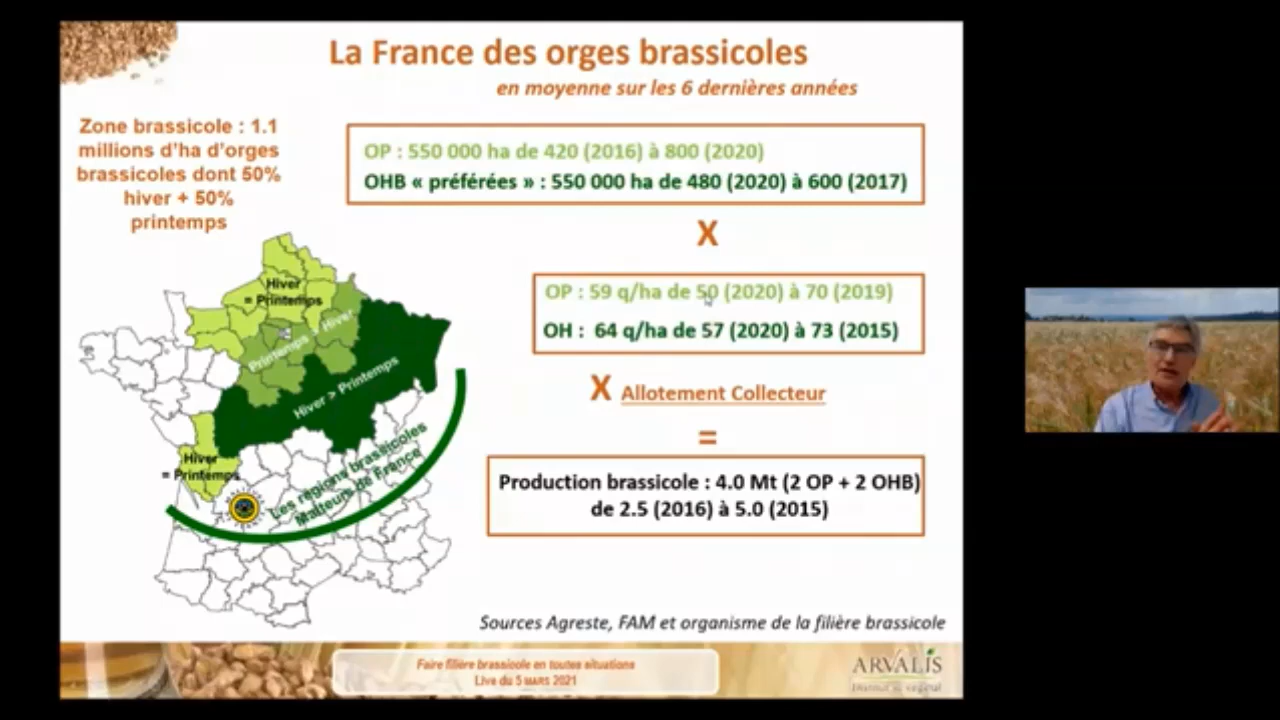 La France des orges brassicoles
en moyenne sur les 6 dernières années
Zone brassicole : 1.1
millions d'ha d'orges
brassicoles dont 50%
hiver + 50%
printemps
OP : 550 000 ha de 420 (2016) à 800 (2020)
OHB « préférées » : 550 000 ha de 480 (2020) à 600 (2017)
X
OP : 59 q/ha de 50 (2020) à 70 (2019)
OH : 64 q/ha de 57 (2020) à 73 (2015)
X Allotement Collecteur
=
Production brassicole : 4.0 Mt (2 OP + 2 OHB)
de 2.5 (2016) à 5.0 (2015)
Hiver
= Printemps
Printemps > Hiver
Hiver > Printemps
Hiver
= Printemps
Les régions brassicoles
Malteurs de France
Sources Agreste, FAM et organisme de la filière brassicole
Faire filière brassicole en toutes situations
Live du 5 MARS 2021
ARVALIS
Institut du végétal